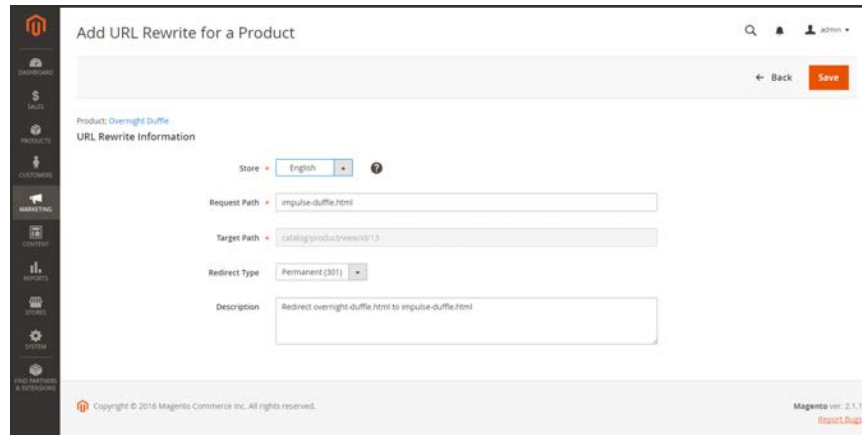 Add URL Rewrite for a Product
admin
DASHBOARD
← Back Save
SALES
Product: Overnight Duffle
PRODUCTS
URL Rewrite Information
CUSTOMERS
Store * English ?
MARKETING
Request Path * impulse-duffle.html
CONTENT
Target Path * catalog/product/view/id/13
REPORTS
Redirect Type Permanent (301)
STORES
Description Redirect overnight-duffle.html to impulse-duffle.html
SYSTEM
FIND PARTNERS
& EXTENSIONS
Copyright © 2016 Magento Commerce Inc. All rights reserved. Magento ver. 2.1.1
Report Bugs